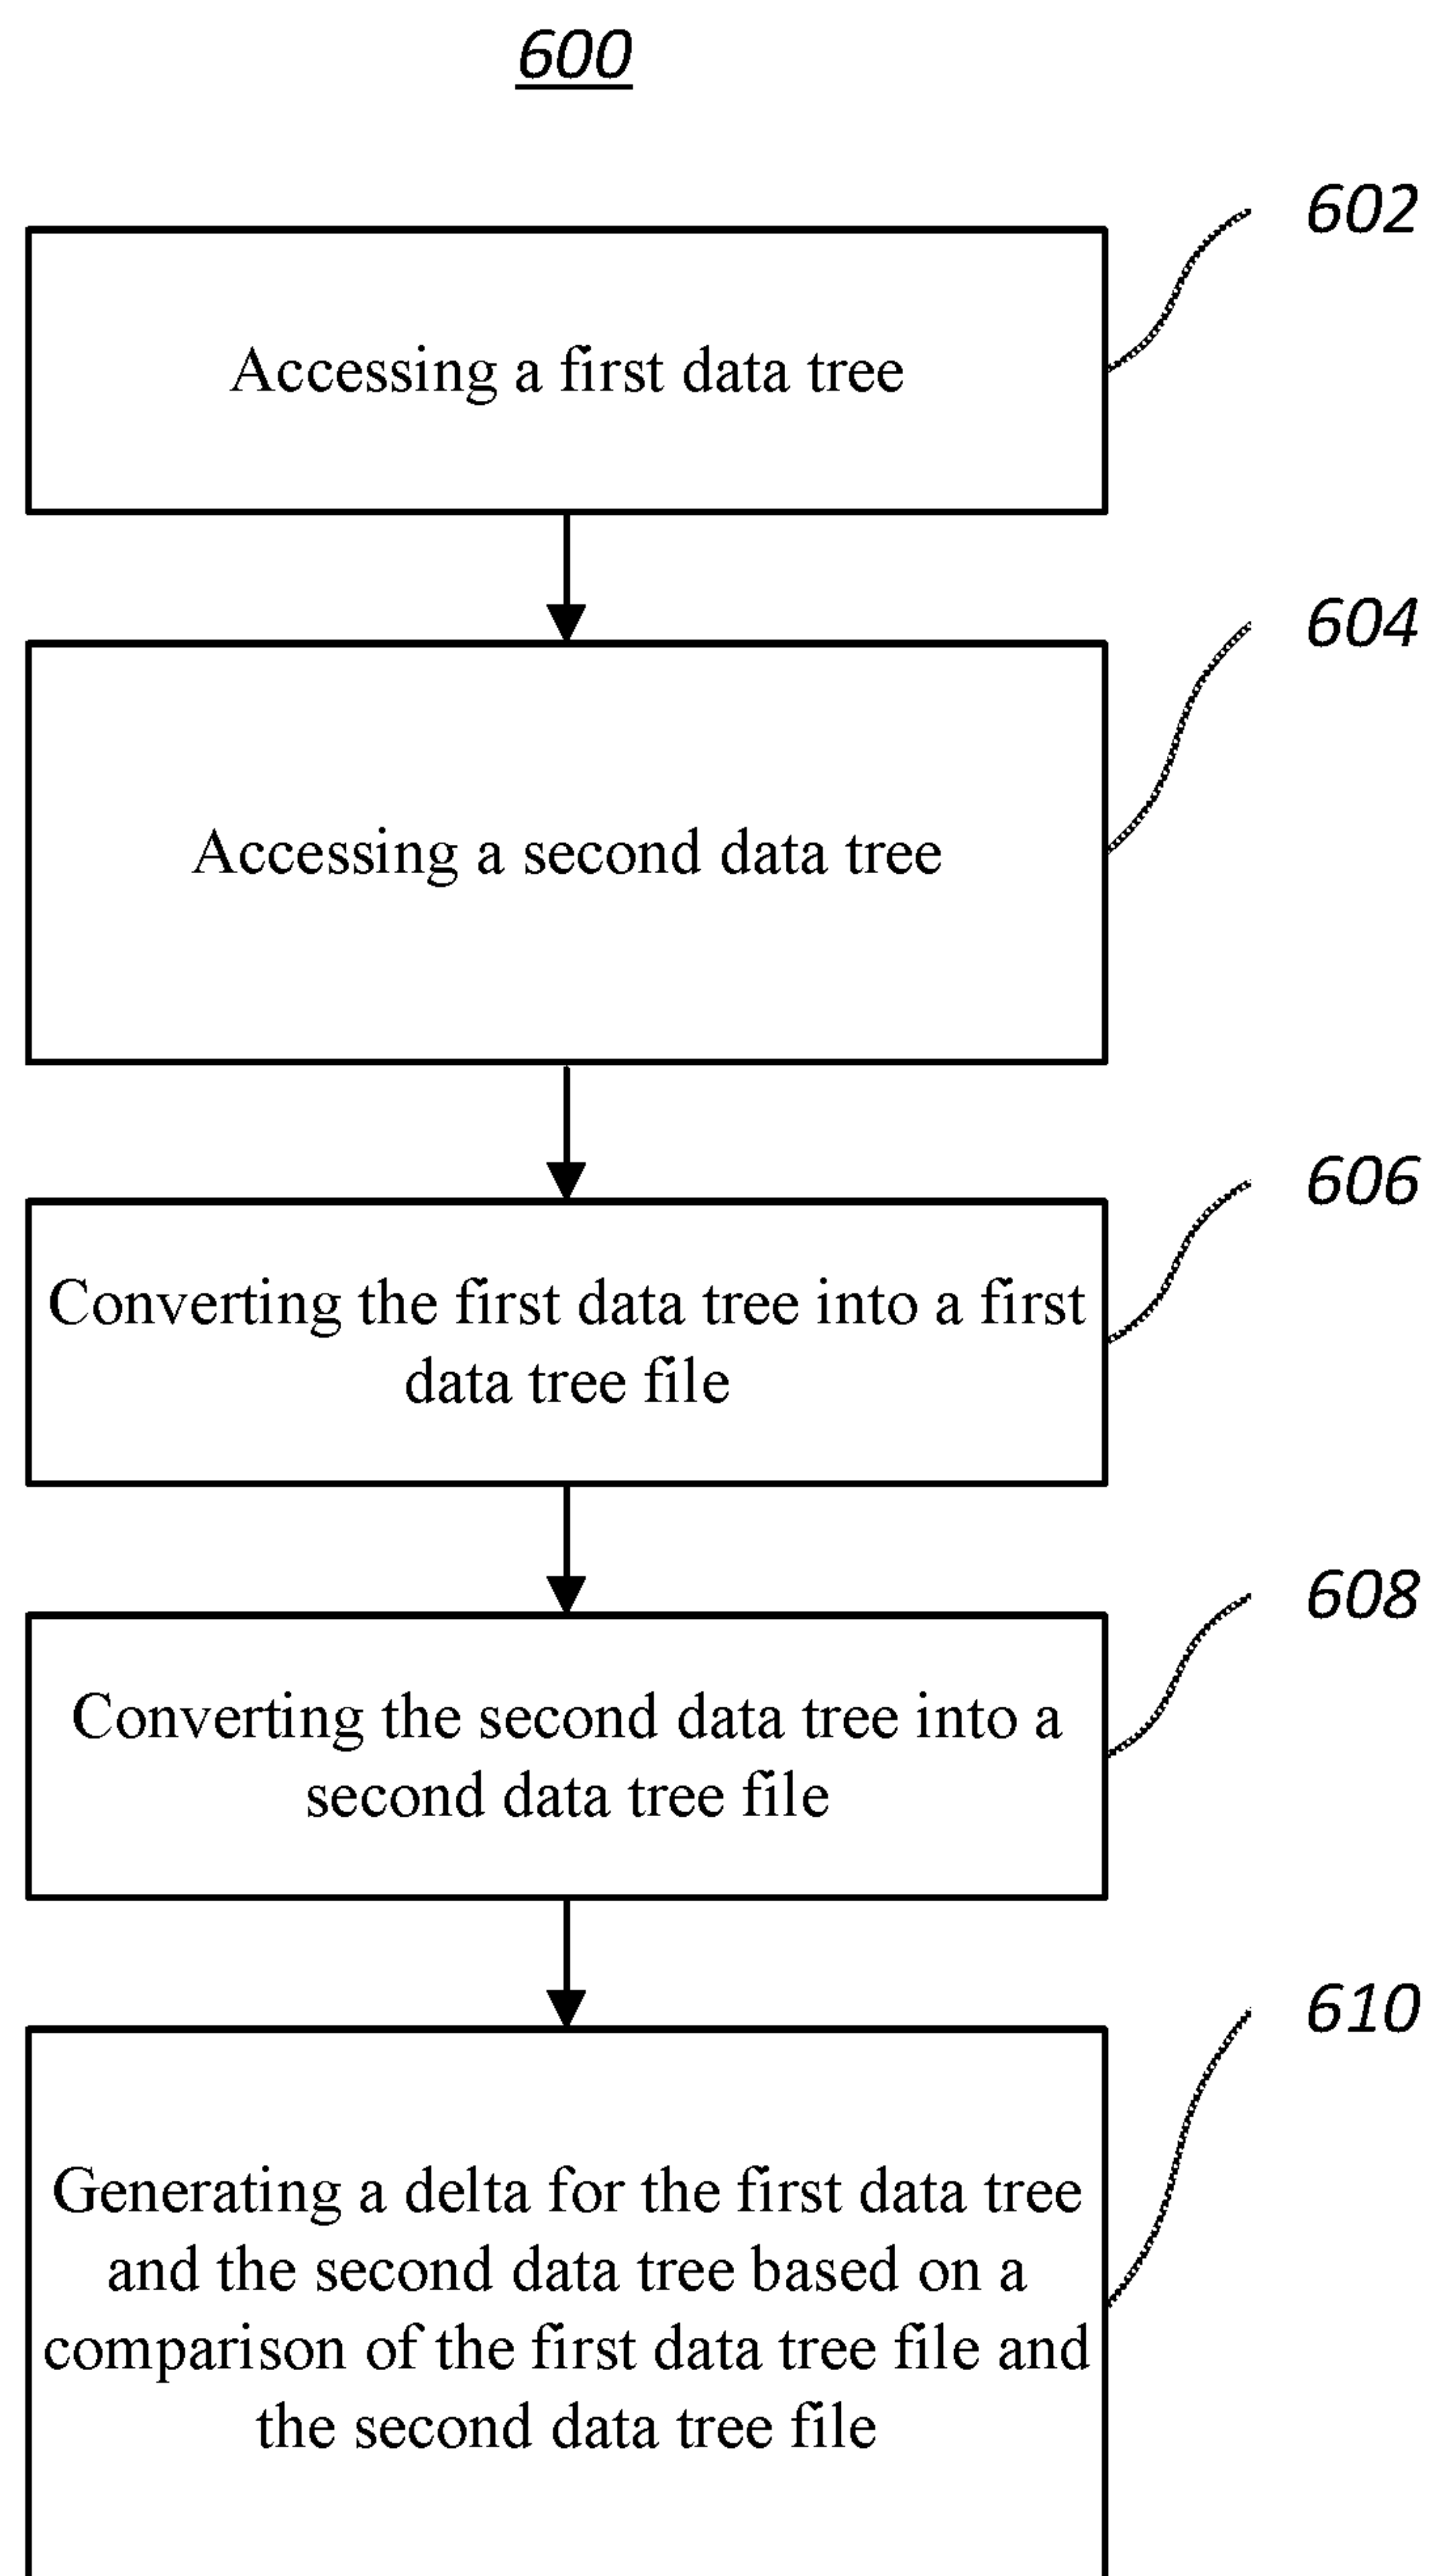 600
602
Accessing a first data tree
604
Accessing a second data tree
606
Converting the first data tree into a first
data tree file
608
Converting the second data tree into a
second data tree file
610
Generating a delta for the first data tree
and the second data tree based on a
comparison of the first data tree file and
the second data tree file